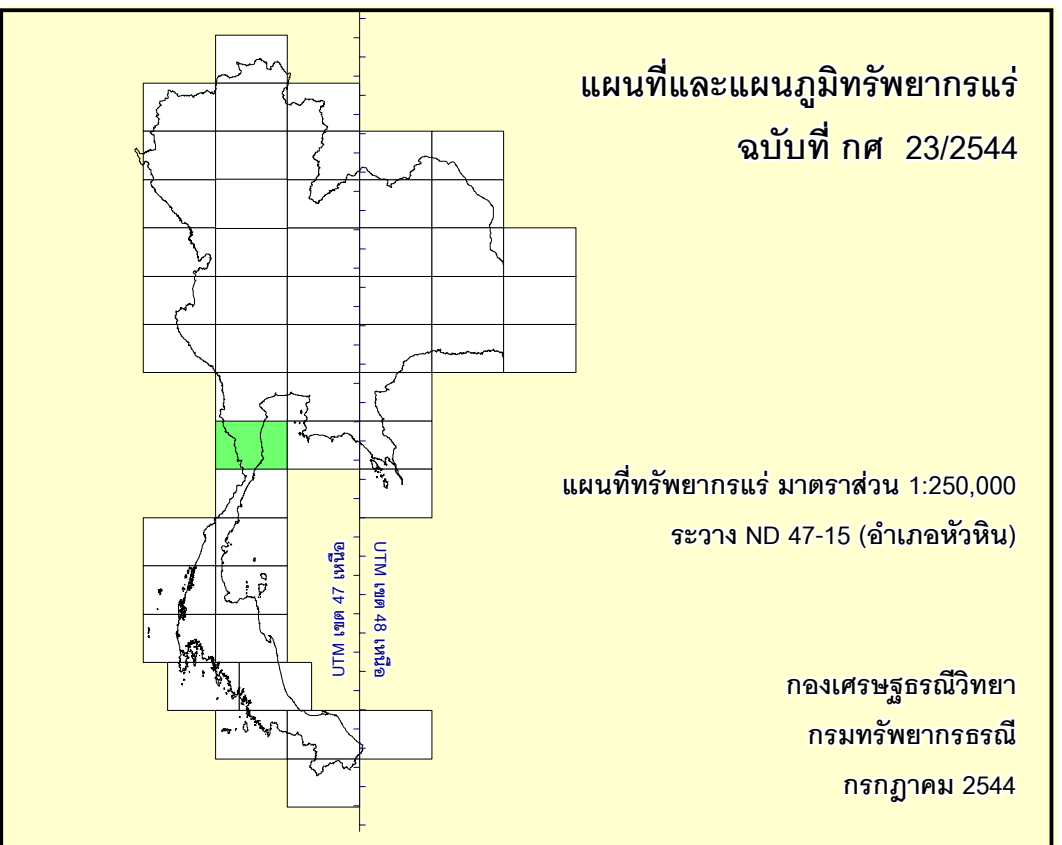 แผนที่และแผนภูมิทรัพยากรแร่
ฉบับที่ กศ 23/2544
แผนที่ทรัพยากรแร่ มาตราส่วน 1:250,000
ระวาง ND 47-15 (อำเภอหัวหิน)
UTM เขต 47 เหนือ
UTM เขต 48 เหนือ
กองเศรษฐธรณีวิทยา
กรมทรัพยากรธรณี
กรกฎาคม 2544